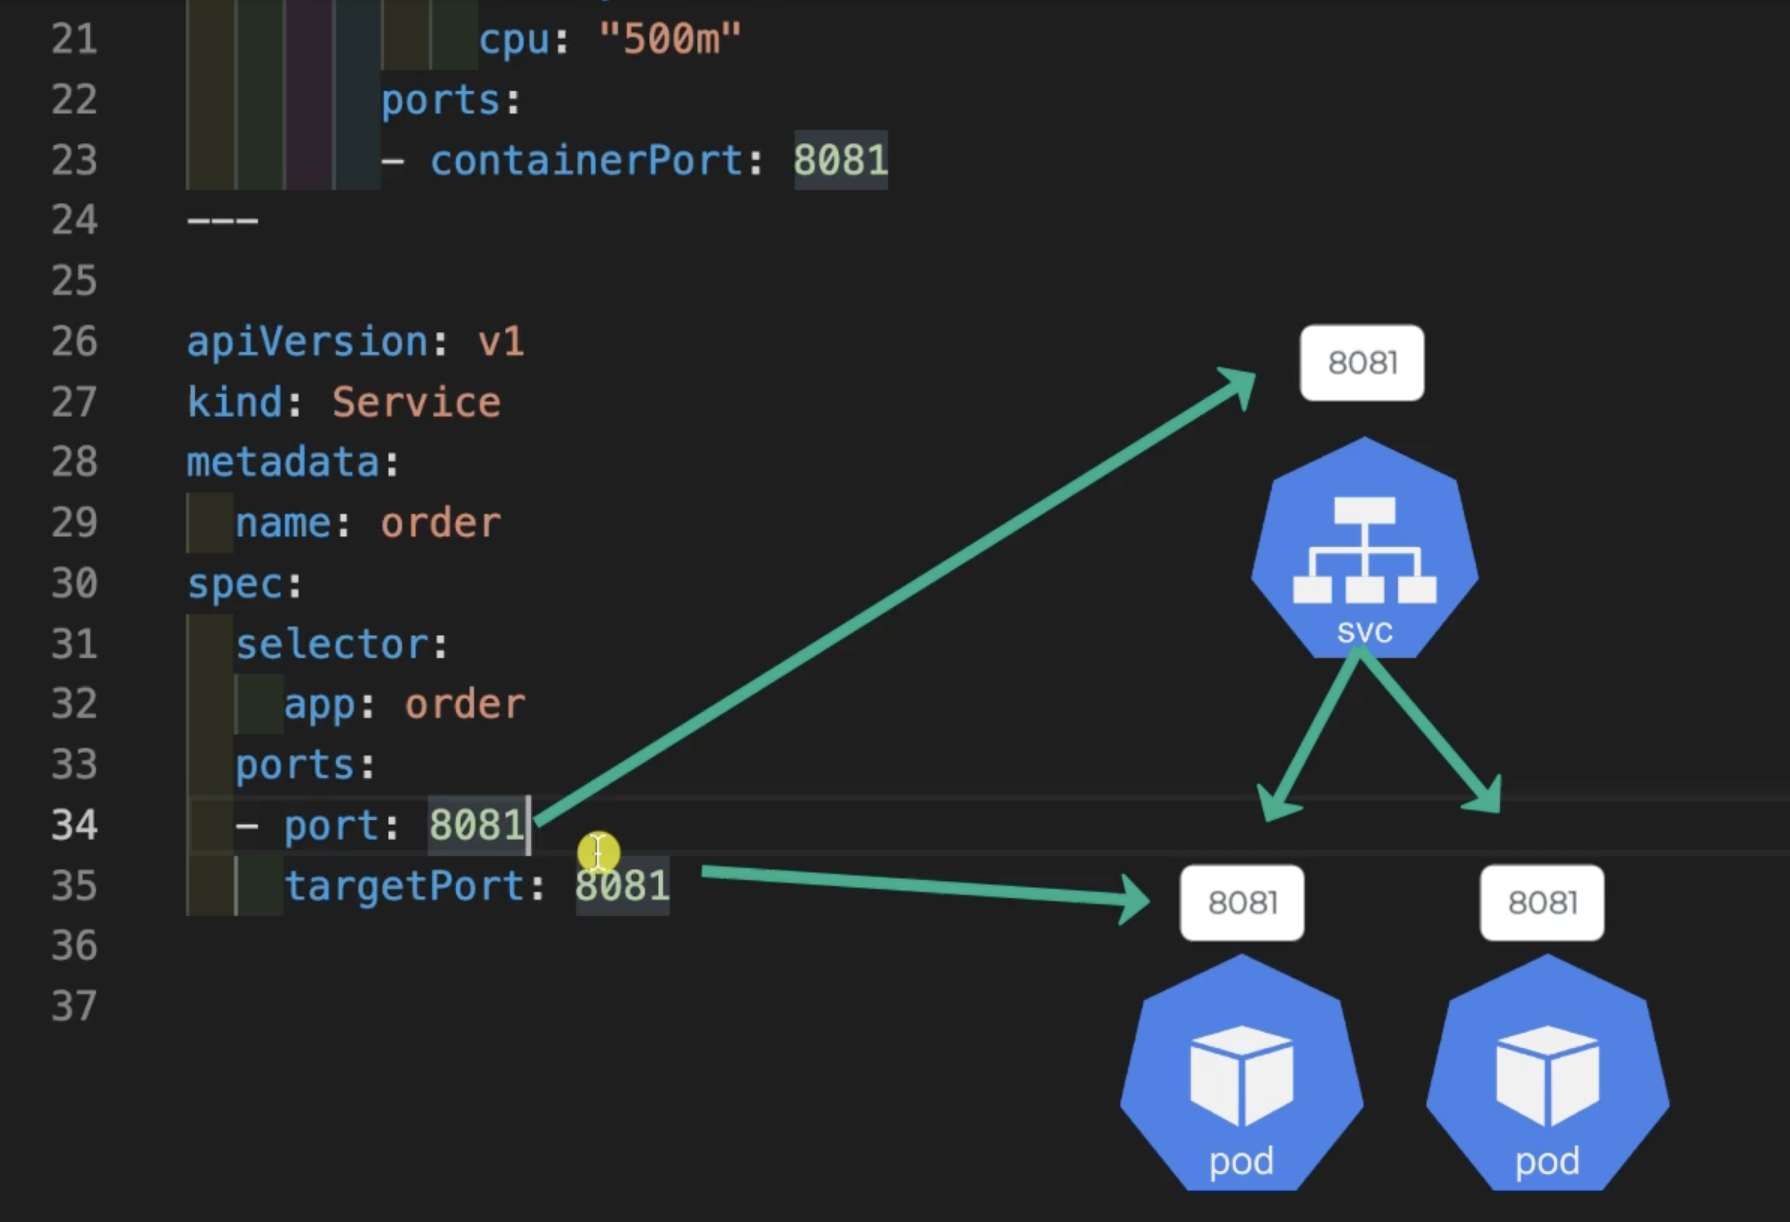 21 cpu: "500m"
22 ports:
23 - containerPort: 8081
24 ---
25
26 apiVersion: v1
27 kind: Service
28 metadata:
29 name: order
30 spec:
31 selector:
32 app: order
33 ports:
34 - port: 8081
35 targetPort: 8081
36
37
8081
svc
8081 8081
pod pod